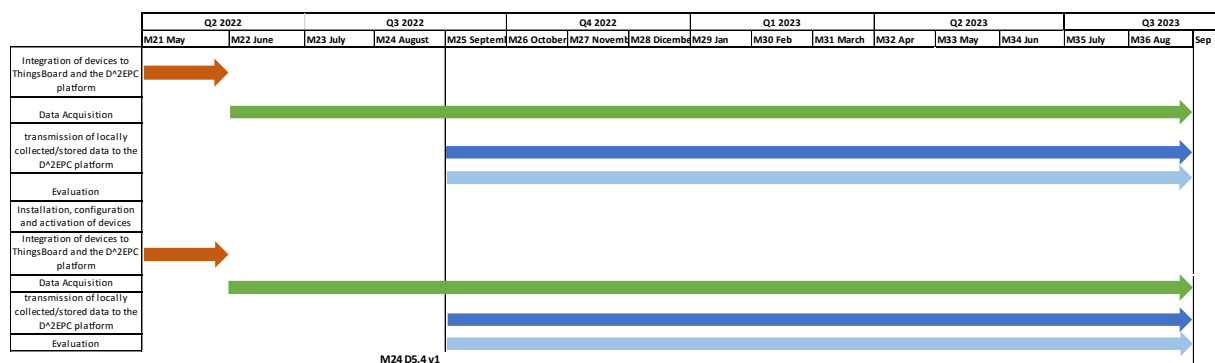 Q2 2022 Q3 2022 Q4 2022 Q1 2023 Q2 2023 Q3 2023
M21 May M22 June M23 July M24 August M25 Septeml M26 October M27 Novemb M28 Dicembe M29 Jan M30 Feb M31 March M32 Apr M33 May M34 Jun M35 July M36 Aug Sep
Integration of devices to
ThingsBoard and the D^2EPC
platform
Data Acquisition
transmission of locally
collected/stored data to the
D^2EPC platform
Evaluation
Installation, configuration
and activation of devices
Integration of devices to
ThingsBoard and the D^2EPC
platform
Data Acquisition
transmission of locally
collected/stored data to the
D^2EPC platform
Evaluation
M24 D5.4 v1